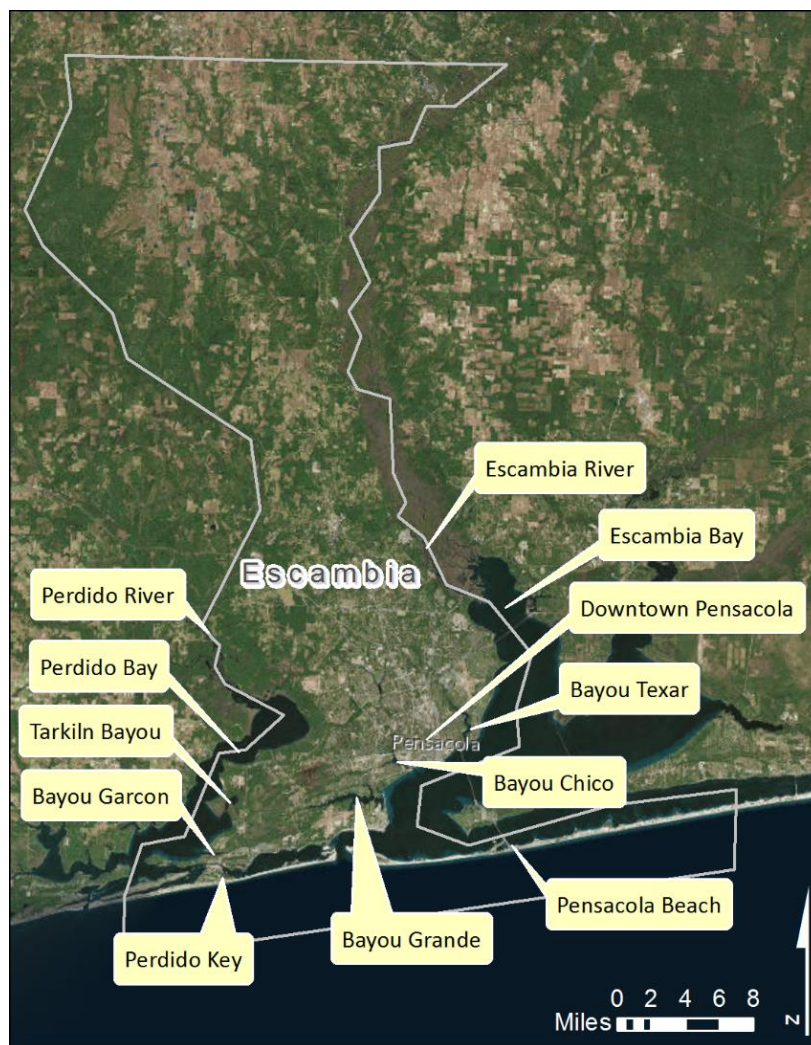 Escambia River
Escambia Bay
Escambia
Perdido River
Downtown Pensacola
Perdido Bay
Bayou Texar
Tarkiln Bayou
Pensacola
Bayou Garcon
Bayou Chico
Pensacola Beach
Bayou Grande
Perdido Key
0 2 4 6 8
Miles
N